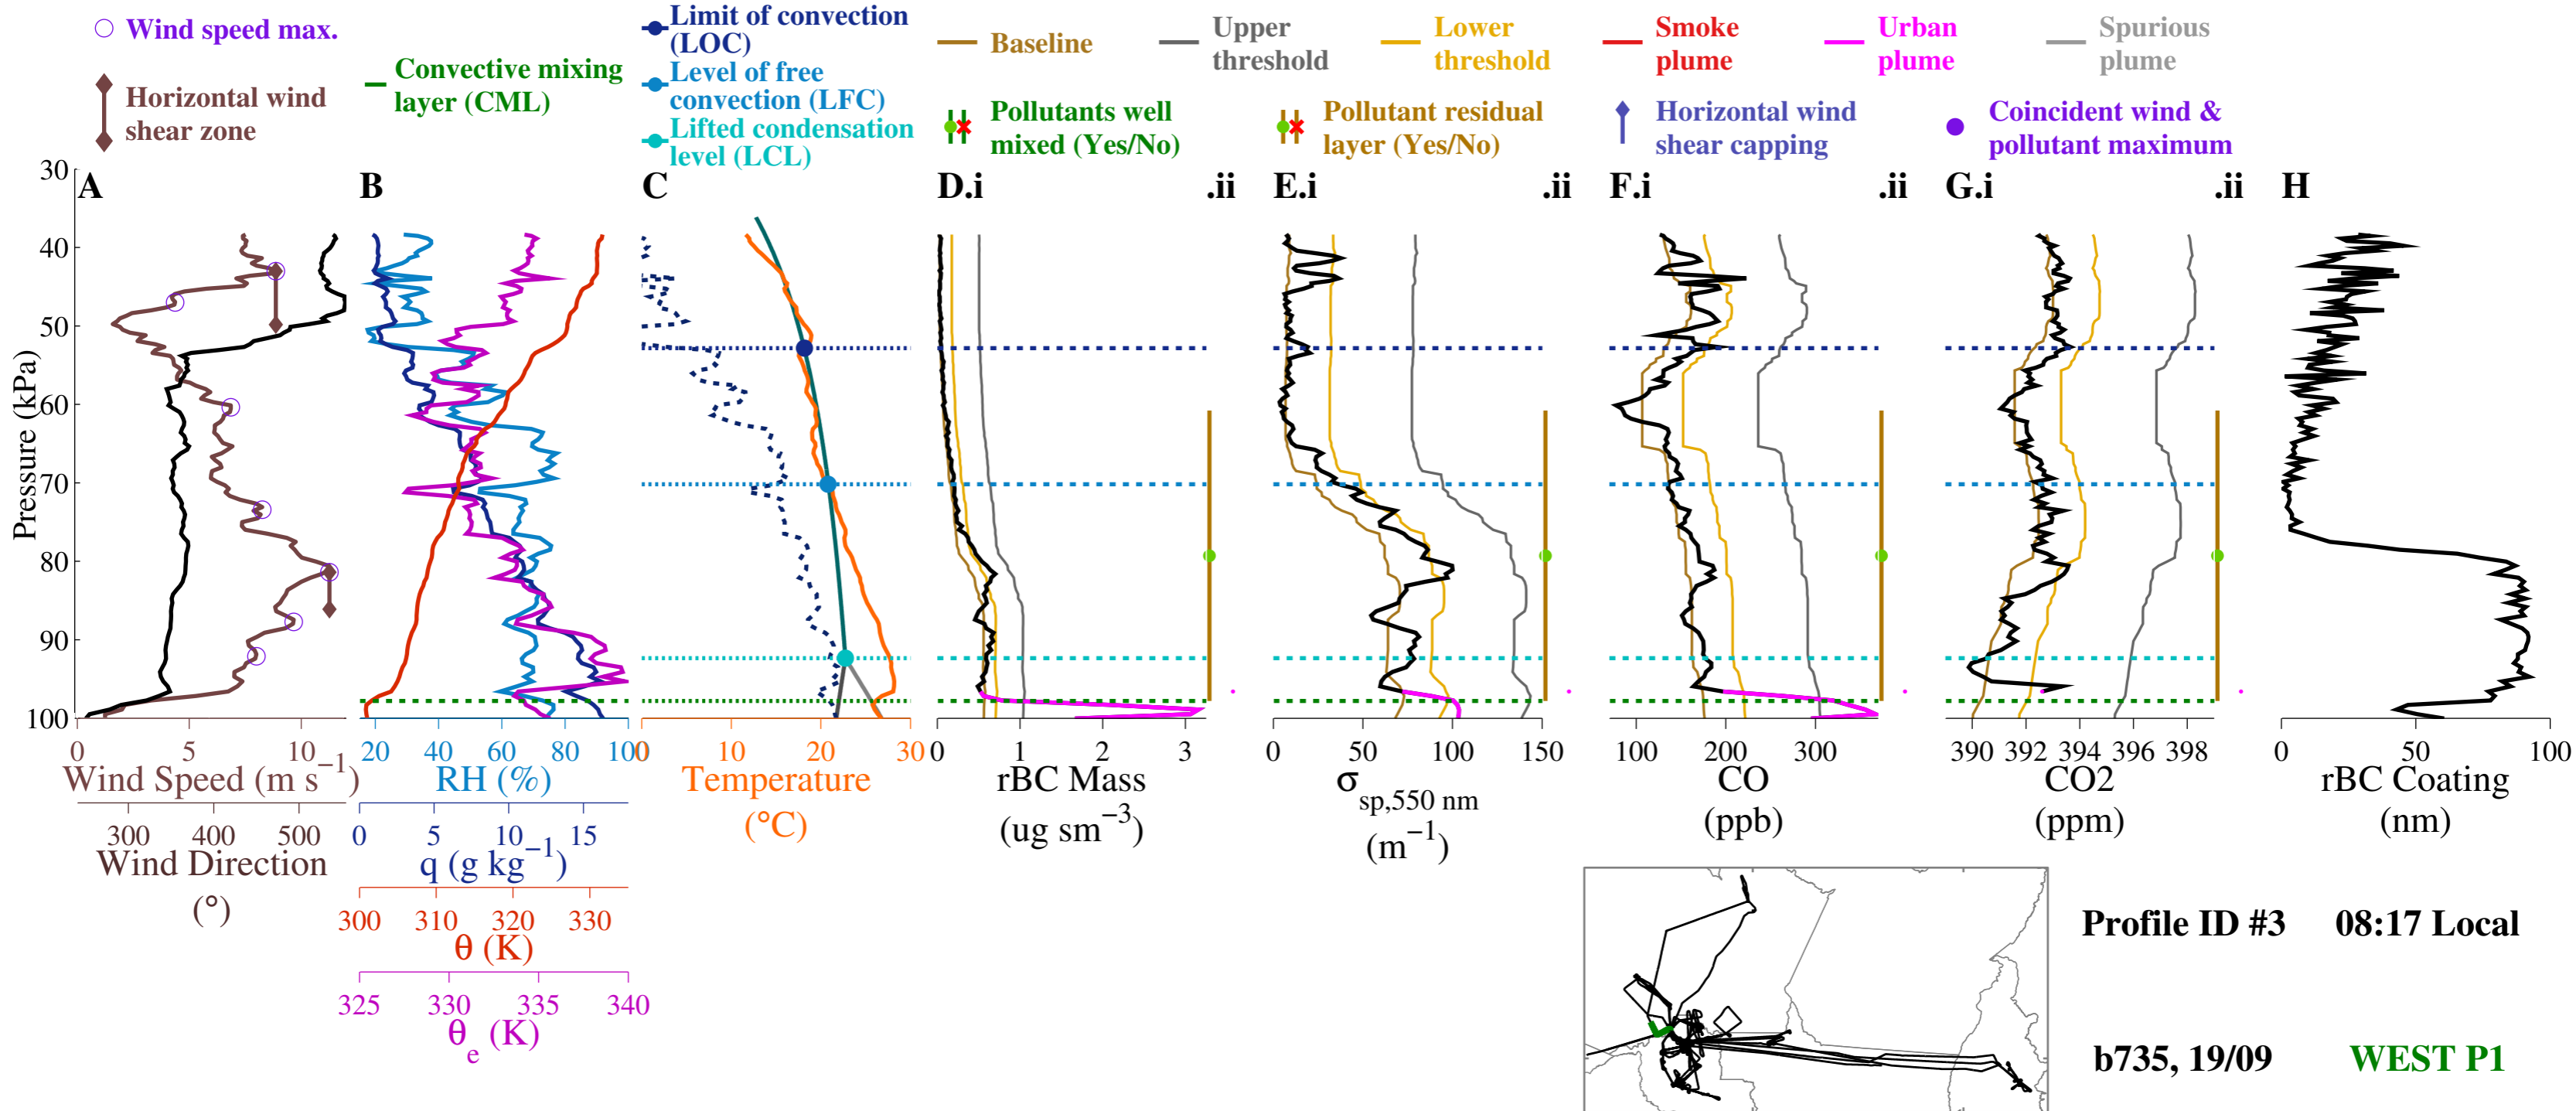 Wind speed max.
Horizontal wind
shear zone
Convective mixing
layer (CML)
Limit of convection
(LOC)
Level of free
convection (LFC)
Lifted condensation
level (LCL)
Baseline
Upper
threshold
Lower
threshold
Smoke
plume
Urban
plume
Spurious
plume
Pollutants well
mixed (Yes/No)
Pollutant residual
layer (Yes/No)
Horizontal wind
shear capping
Coincident wind &
pollutant maximum
A
B
C
D.i
.ii
E.i
.ii
F.i
.ii
G.i
.ii
H
Pressure (kPa)
30
40
50
60
70
80
90
100
0 5 10
Wind Speed (m s−1)
300 400 500
Wind Direction
(°)
20 40 60 80 100
RH (%)
0 5 10 15
q (g kg−1)
300 310 320 330
θ (K)
325 330 335 340
θe (K)
0 10 20 30
Temperature
(°C)
0 1 2 3
rBC Mass
(ug sm−3)
0 50 100 150
σsp,550 nm
(m−1)
100 200 300
CO
(ppb)
390 392 394 396 398
CO2
(ppm)
0 50 100
rBC Coating
(nm)
Profile ID #3 08:17 Local
b735, 19/09 WEST P1